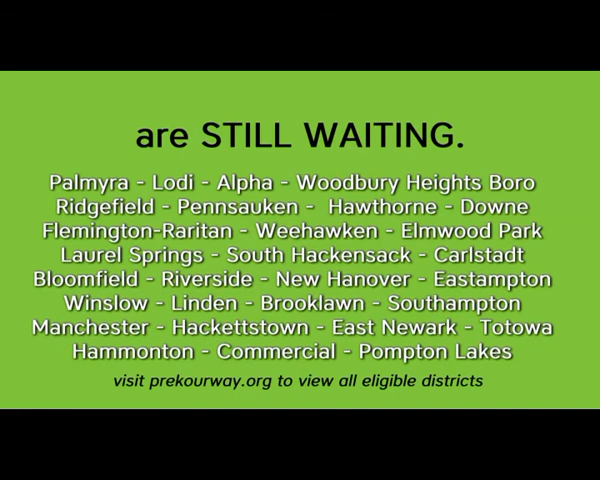 are STILL WAITING.
Palmyra - Lodi - Alpha - Woodbury Heights Boro
Ridgefield - Pennsauken - Hawthorne - Downe
Flemington-Raritan - Weehawken - Elmwood Park
Laurel Springs - South Hackensack - Carlstadt
Bloomfield - Riverside - New Hanover - Eastampton
Winslow - Linden - Brooklawn - Southampton
Manchester - Hackettstown - East Newark - Totowa
Hammonton - Commercial - Pompton Lakes
visit prekourway.org to view all eligible districts